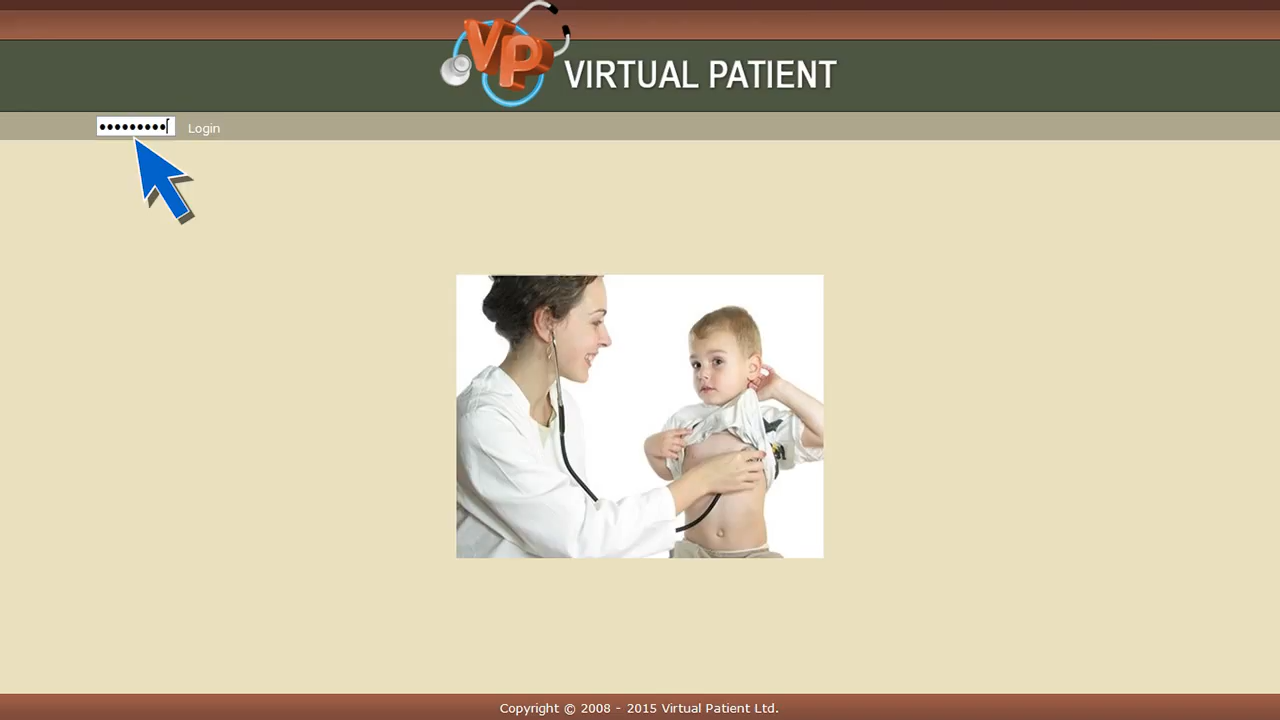 VP VIRTUAL PATIENT
••••••••• Login
Copyright © 2008 - 2015 Virtual Patient Ltd.